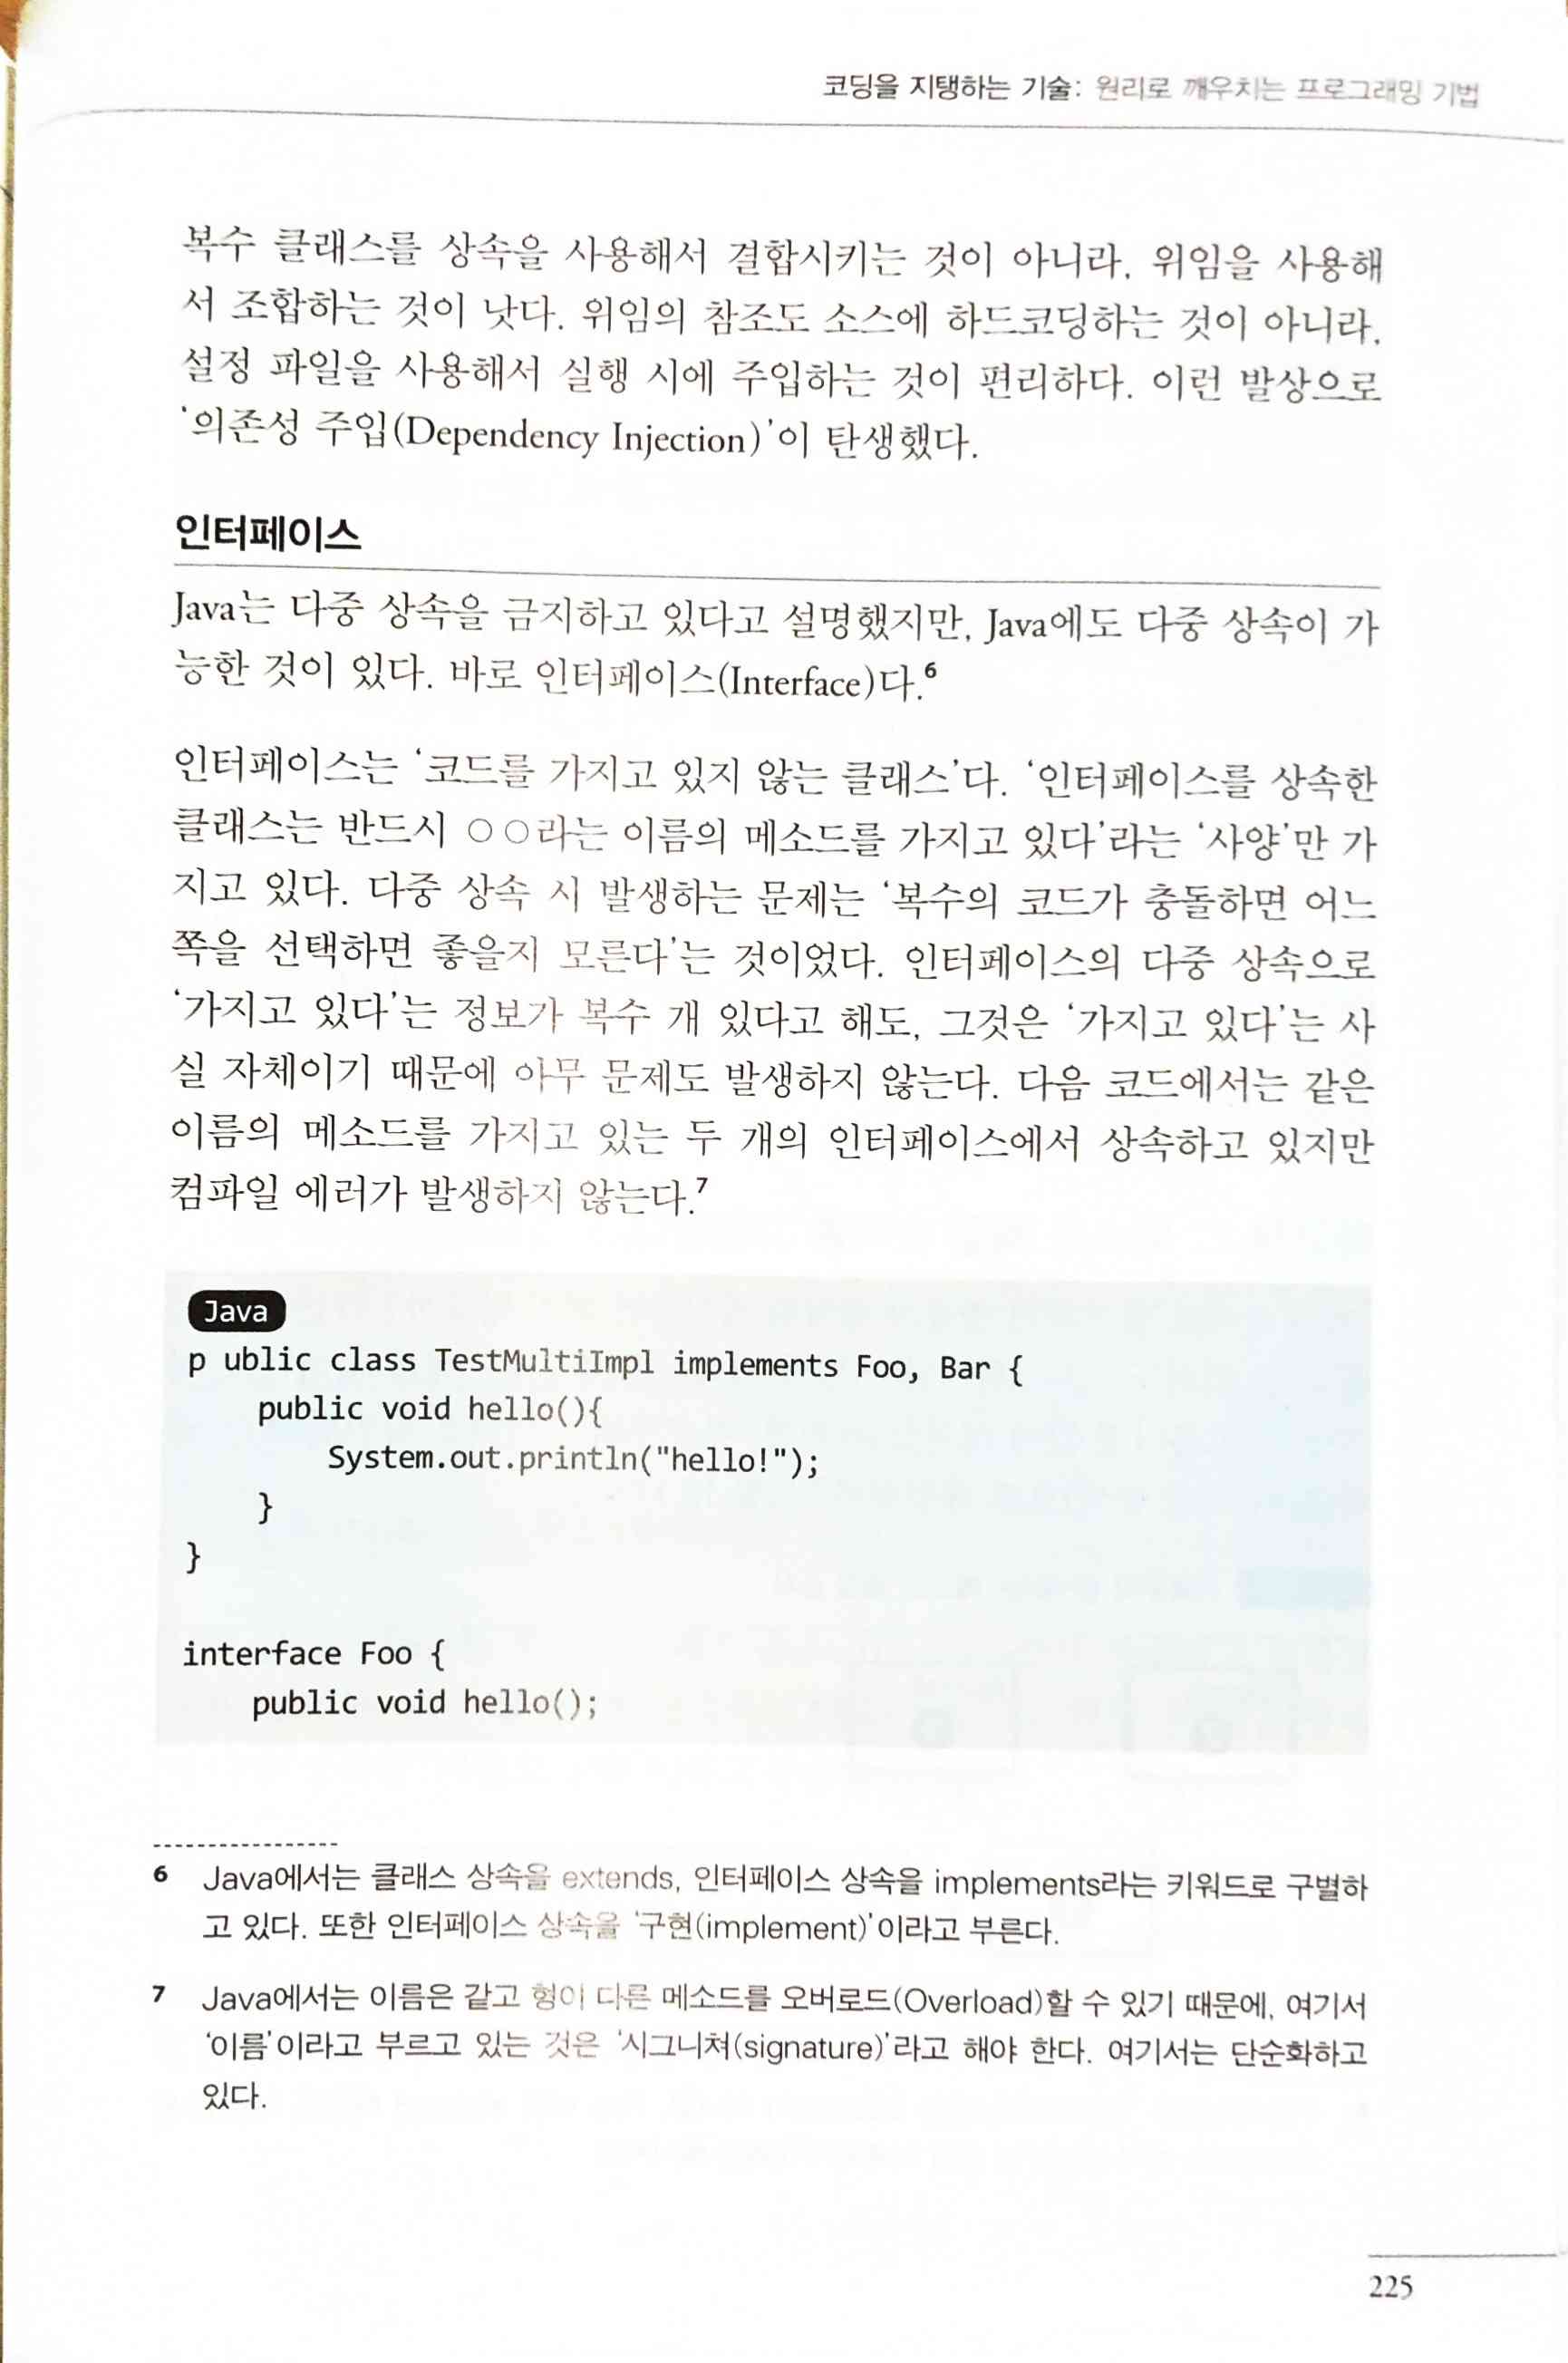 코딩을 지탱하는 기술: 원리로 깨우치는 프로그래밍 기법
복수 클래스를 상속을 사용해서 결합시키는 것이 아니라, 위임을 사용해
서 조합하는 것이 낫다. 위임의 참조도 소스에 하드코딩하는 것이 아니라,
설정 파일을 사용해서 실행 시에 주입하는 것이 편리하다. 이런 발상으로
‘의존성 주입(Dependency Injection)’이 탄생했다.
인터페이스
Java는 다중 상속을 금지하고 있다고 설명했지만, Java에도 다중 상속이 가
능한 것이 있다. 바로 인터페이스(Interface)다.6
인터페이스는 ‘코드를 가지고 있지 않는 클래스’다. ‘인터페이스를 상속한
클래스는 반드시 ○○라는 이름의 메소드를 가지고 있다’라는 ‘사양’만 가
지고 있다. 다중 상속 시 발생하는 문제는 ‘복수의 코드가 충돌하면 어느
쪽을 선택하면 좋을지 모른다’는 것이었다. 인터페이스의 다중 상속으로
‘가지고 있다’는 정보가 복수 개 있다고 해도, 그것은 ‘가지고 있다’는 사
실 자체이기 때문에 아무 문제도 발생하지 않는다. 다음 코드에서는 같은
이름의 메소드를 가지고 있는 두 개의 인터페이스에서 상속하고 있지만
컴파일 에러가 발생하지 않는다.7
Java
p ublic class TestMultiImpl implements Foo, Bar {
    public void hello(){
        System.out.println("hello!");
    }
}
interface Foo {
    public void hello();
6 Java에서는 클래스 상속을 extends, 인터페이스 상속을 implements라는 키워드로 구별하
고 있다. 또한 인터페이스 상속을 ‘구현(implement)’이라고 부른다.
7 Java에서는 이름은 같고 형이 다른 메소드를 오버로드(Overload)할 수 있기 때문에, 여기서
‘이름’이라고 부르고 있는 것은 ‘시그니쳐(signature)’라고 해야 한다. 여기서는 단순화하고
있다.
225